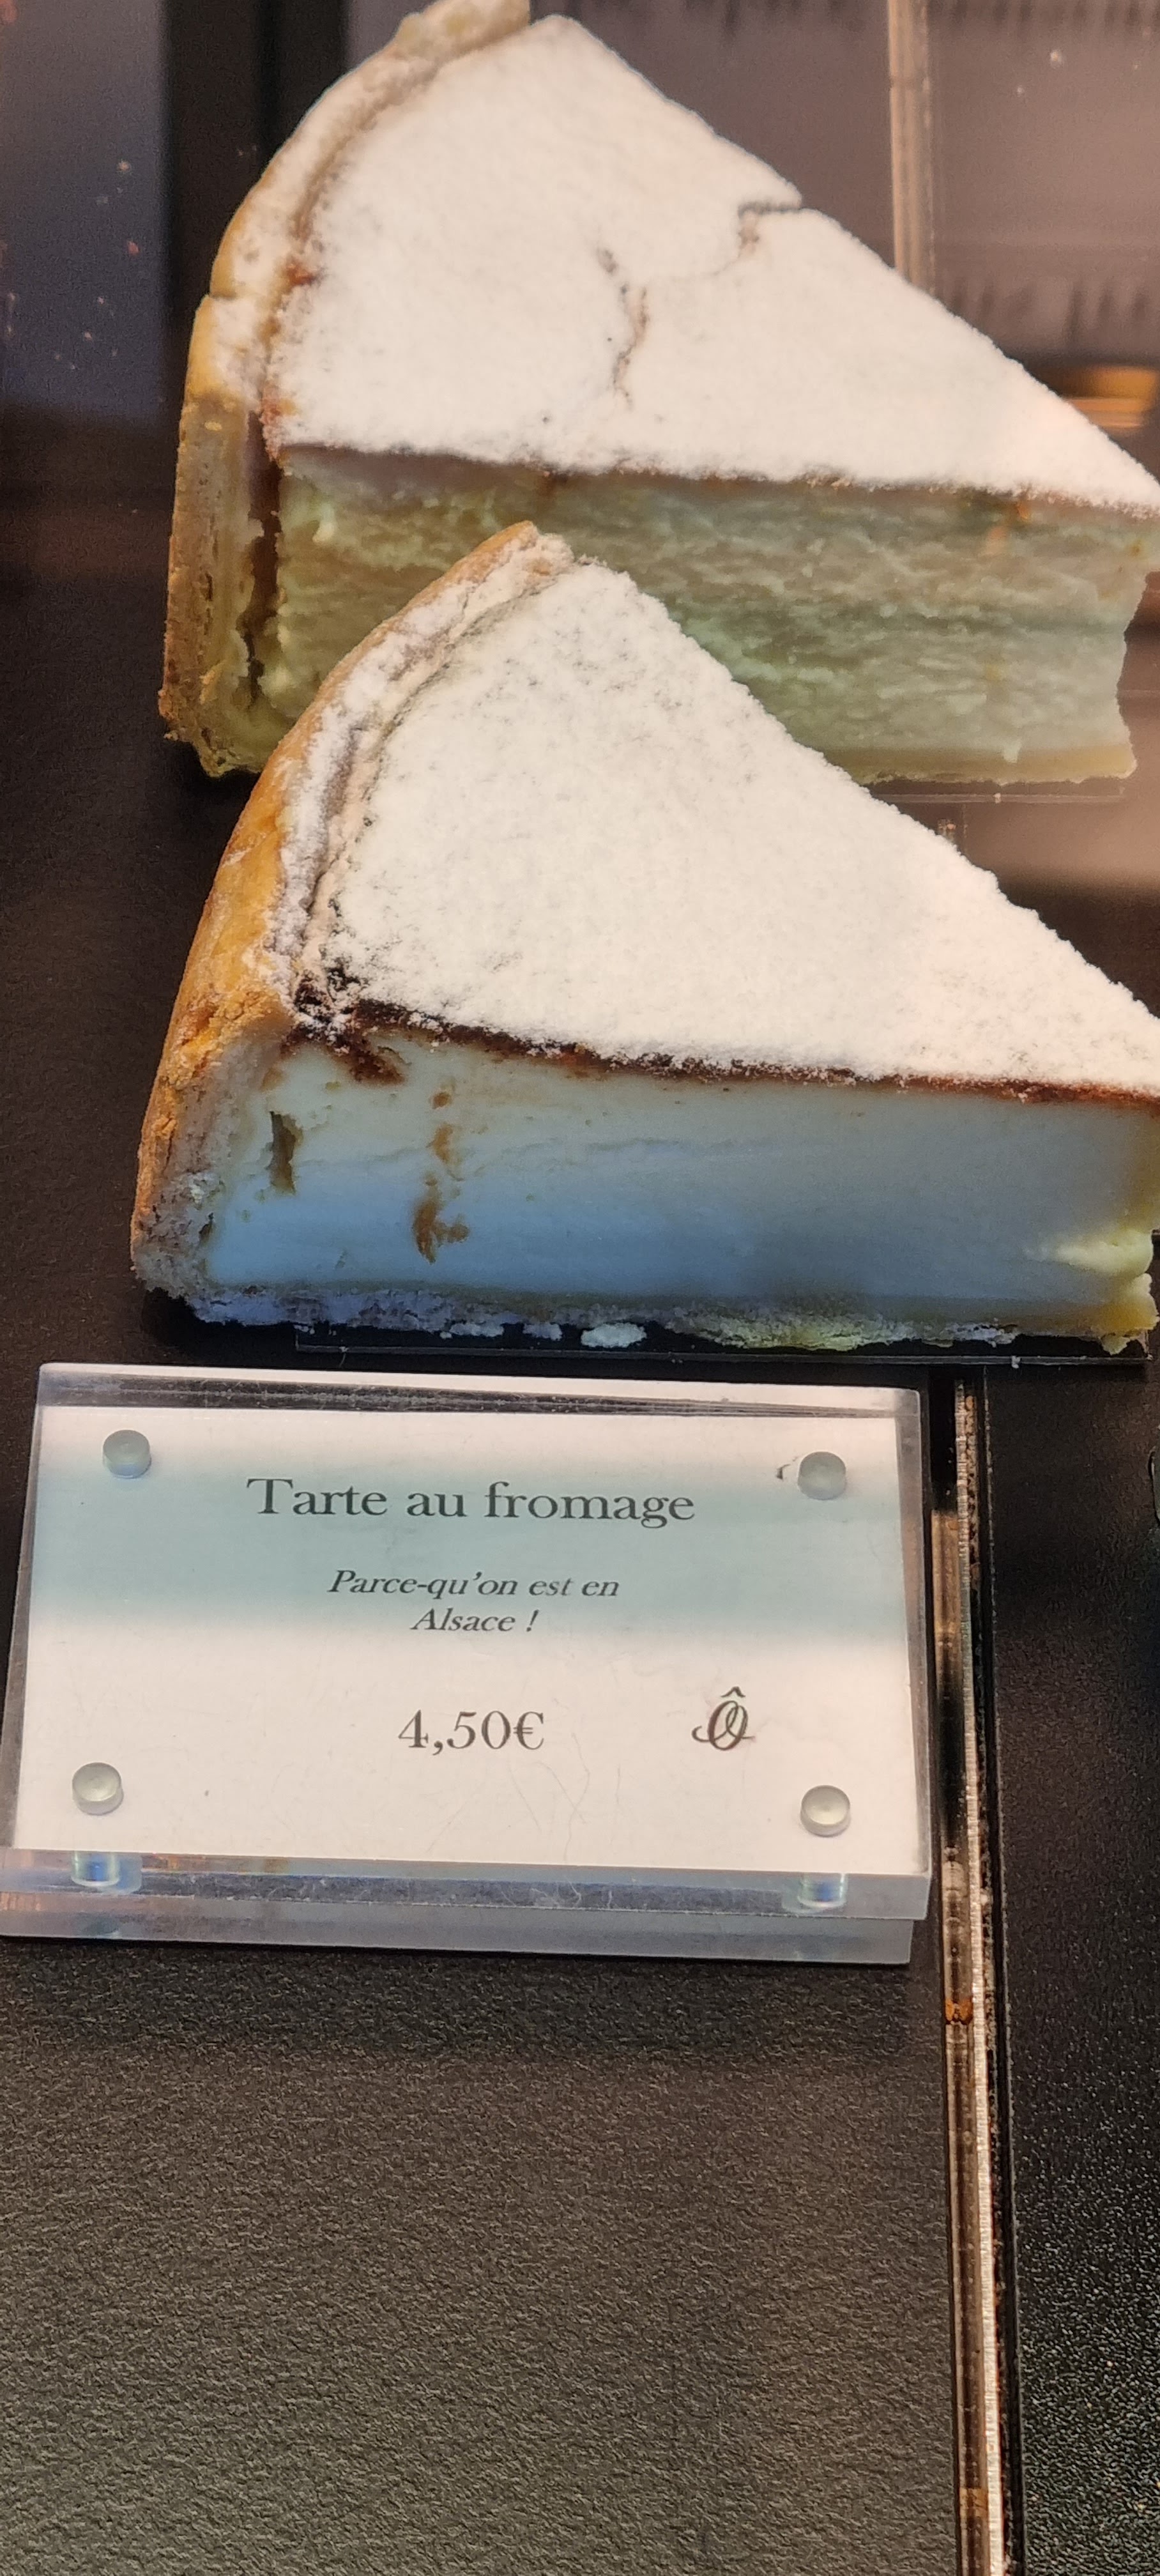 Tarte au fromage
Parce-qu'on est en
Alsace !
4,50€
Ô